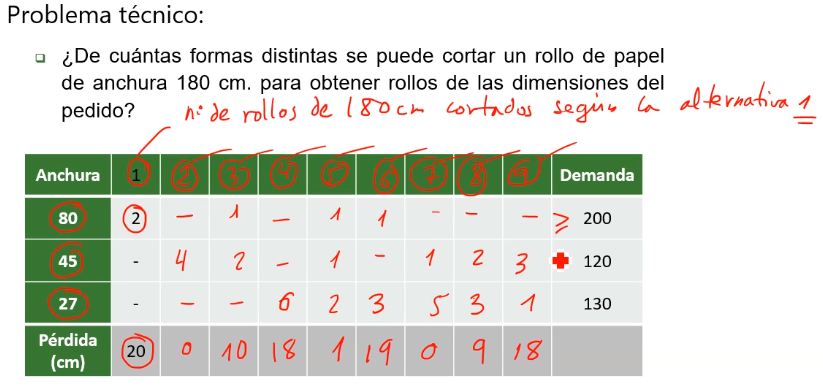 Problema técnico:
¿De cuántas formas distintas se puede cortar un rollo de papel
de anchura 180 cm. para obtener rollos de las dimensiones del
pedido?
nº de rollos de 180 cm cortados según la alternativa 1
Anchura 1 2 3 4 5 6 7 8 9 Demanda
80 2 - 1 - 1 1 - - - ≥ 200
45 - 4 2 - 1 - 1 2 3 120
27 - - - 6 2 3 5 3 1 130
Pérdida
(cm) 20 0 10 18 1 19 0 9 18